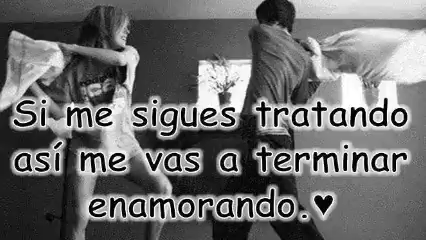 Si me sigues tratando
así me vas a terminar
enamorando.♥